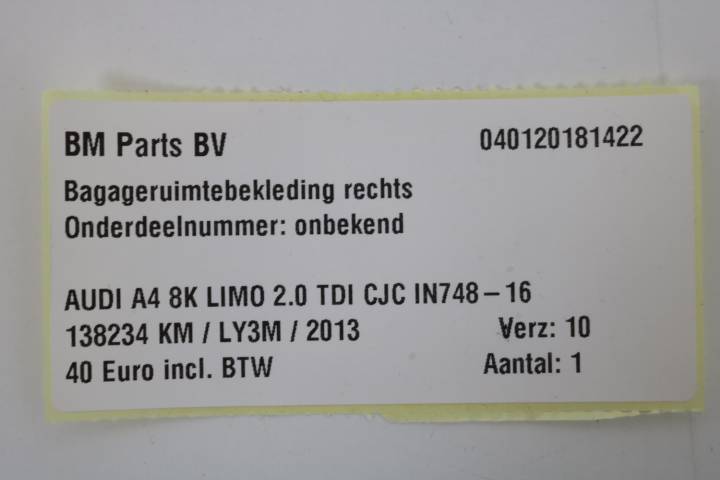 BM Parts BV 040120181422
Bagageruimtebekleding rechts
Onderdeelnummer: onbekend
AUDI A4 8K LIMO 2.0 TDI CJC IN748-16
138234 KM / LY3M / 2013 Verz: 10
40 Euro incl. BTW Aantal: 1